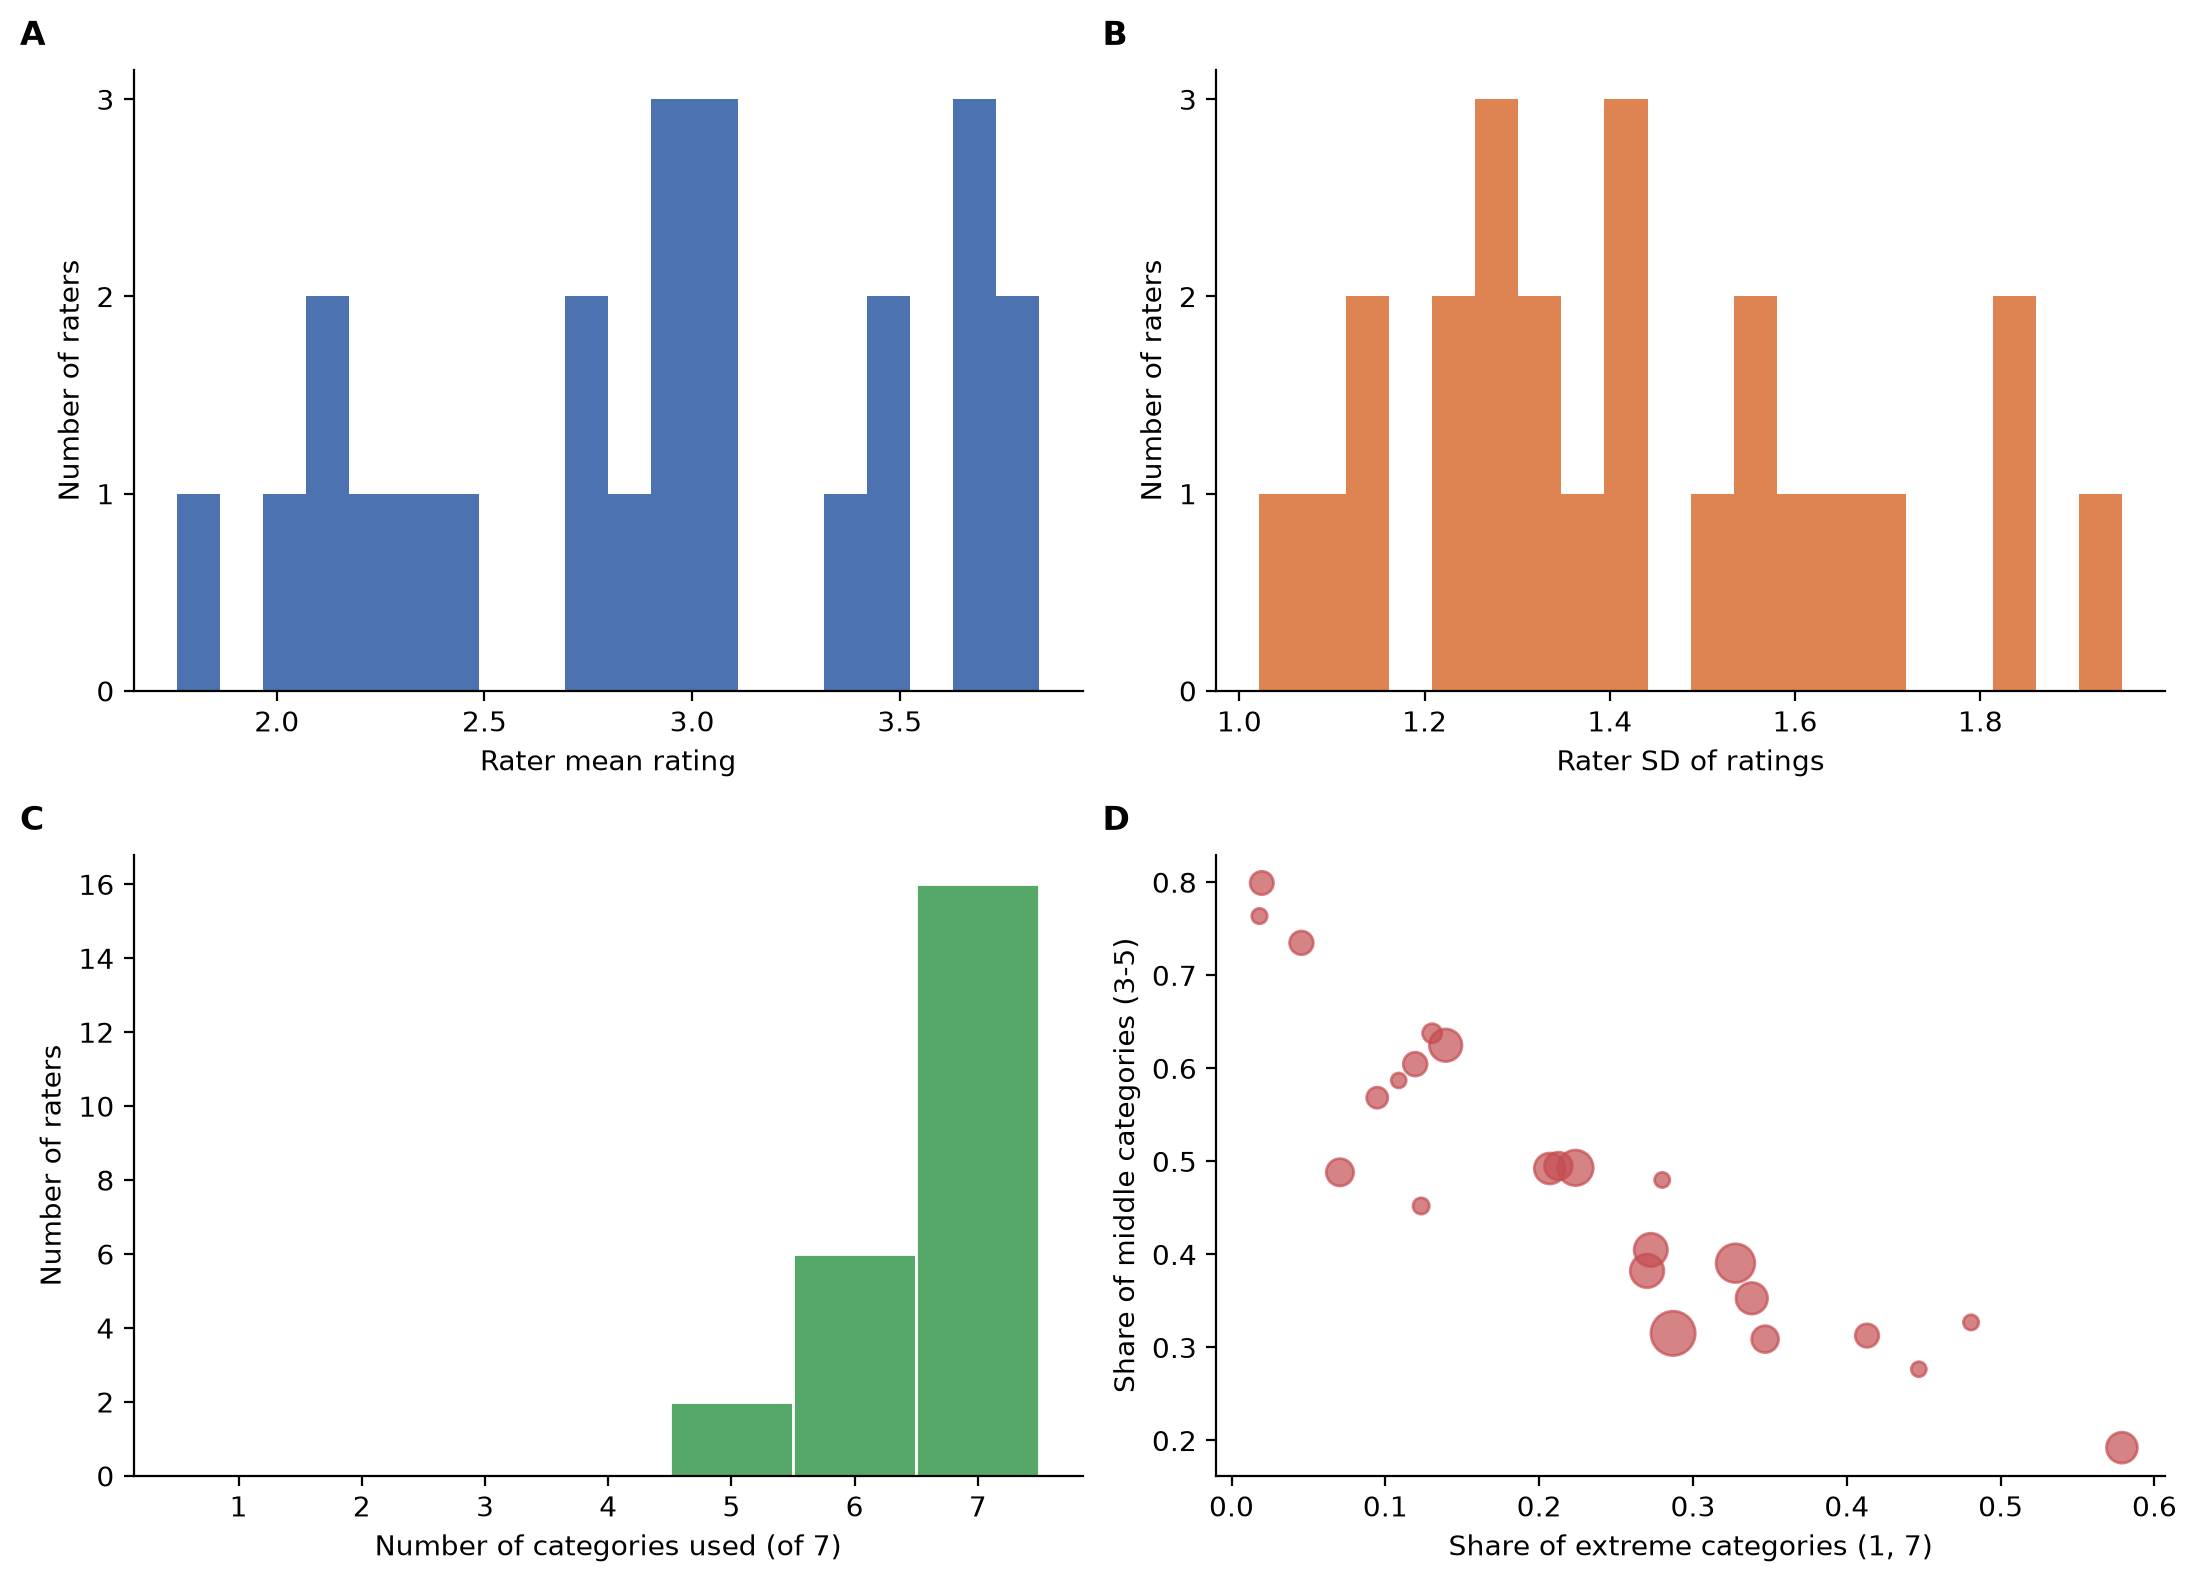 A
Number of raters
3
2
1
0
2.0 2.5 3.0 3.5
Rater mean rating
B
Number of raters
3
2
1
0
1.0 1.2 1.4 1.6 1.8
Rater SD of ratings
C
Number of raters
16
14
12
10
8
6
4
2
0
1 2 3 4 5 6 7
Number of categories used (of 7)
D
Share of middle categories (3-5)
0.8
0.7
0.6
0.5
0.4
0.3
0.2
0.0 0.1 0.2 0.3 0.4 0.5 0.6
Share of extreme categories (1, 7)